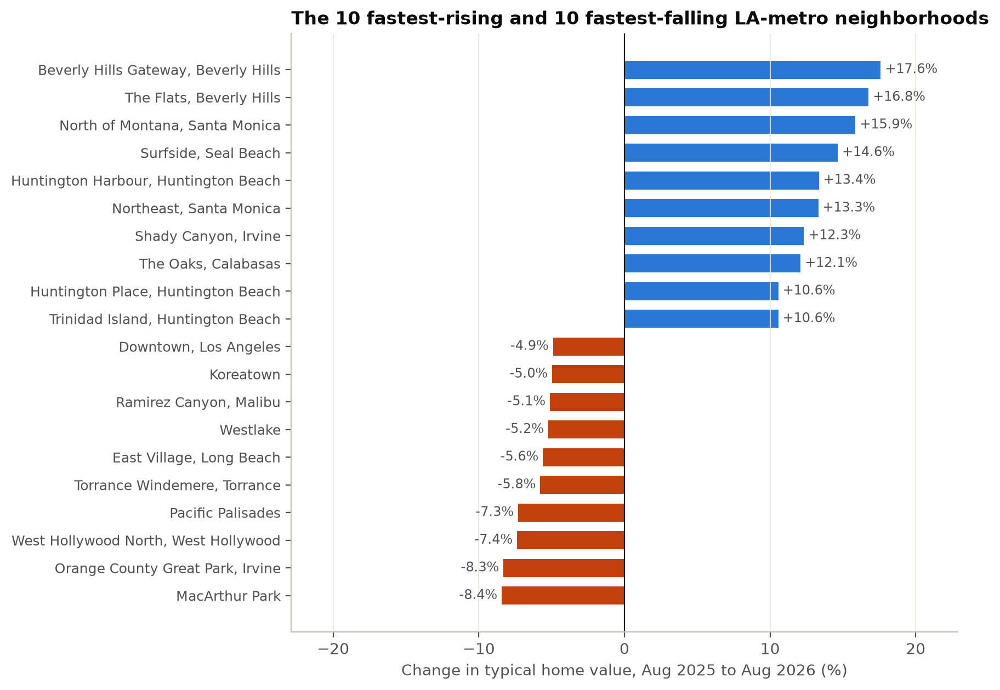 The 10 fastest-rising and 10 fastest-falling LA-metro neighborhoods
Beverly Hills Gateway, Beverly Hills +17.6%
The Flats, Beverly Hills +16.8%
North of Montana, Santa Monica +15.9%
Surfside, Seal Beach +14.6%
Huntington Harbour, Huntington Beach +13.4%
Northeast, Santa Monica +13.3%
Shady Canyon, Irvine +12.3%
The Oaks, Calabasas +12.1%
Huntington Place, Huntington Beach +10.6%
Trinidad Island, Huntington Beach +10.6%
Downtown, Los Angeles -4.9%
Koreatown -5.0%
Ramirez Canyon, Malibu -5.1%
Westlake -5.2%
East Village, Long Beach -5.6%
Torrance Windemere, Torrance -5.8%
Pacific Palisades -7.3%
West Hollywood North, West Hollywood -7.4%
Orange County Great Park, Irvine -8.3%
MacArthur Park -8.4%
−20 −10 0 10 20
Change in typical home value, Aug 2025 to Aug 2026 (%)